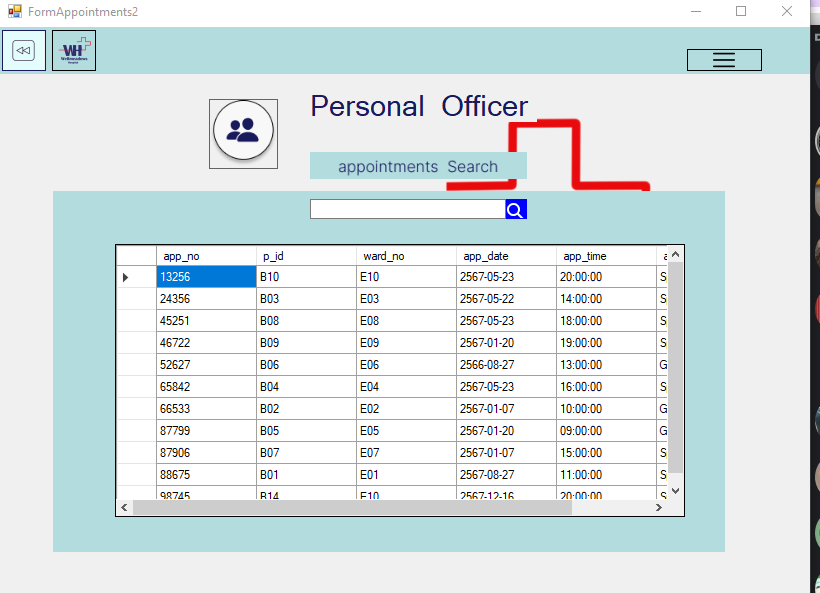 FormAppointments2
WH
Wellmeadows
Hospital
Personal Officer
appointments Search
app_no p_id ward_no app_date app_time a
13256 B10 E10 2567-05-23 20:00:00 S
24356 B03 E03 2567-05-22 14:00:00 S
45251 B08 E08 2567-05-23 18:00:00 S
46722 B09 E09 2567-01-20 19:00:00 S
52627 B06 E06 2566-08-27 13:00:00 G
65842 B04 E04 2567-05-23 16:00:00 S
66533 B02 E02 2567-01-07 10:00:00 G
87799 B05 E05 2567-01-20 09:00:00 G
87906 B07 E07 2567-01-07 15:00:00 S
88675 B01 E01 2567-08-27 11:00:00 S
98745 B14 E10 2567-12-16 20:00:00 S